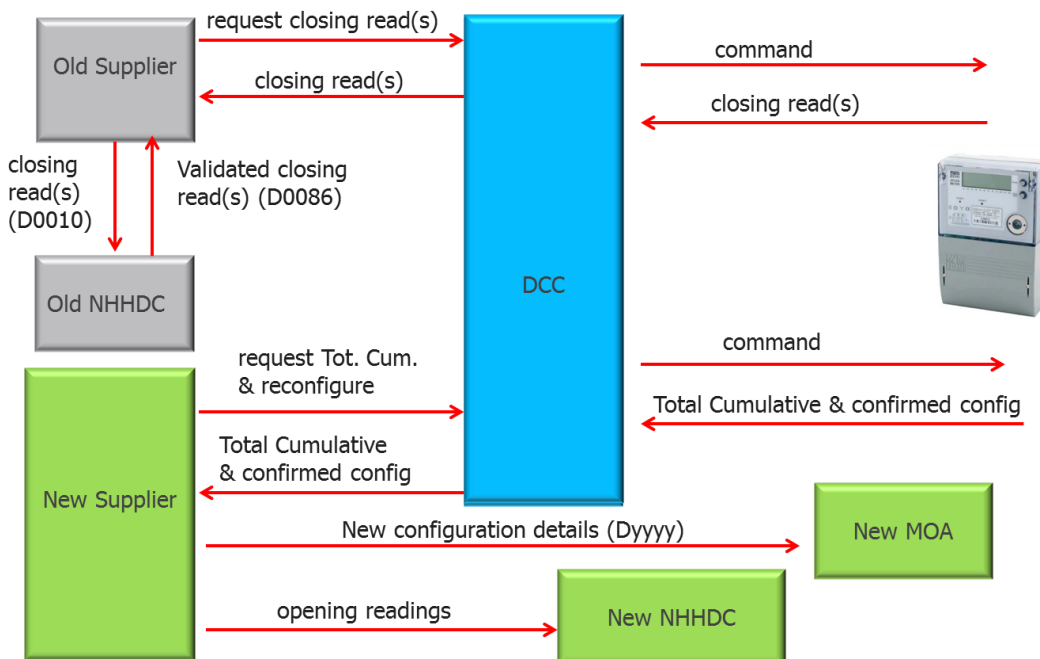 request closing read(s)
Old Supplier
closing read(s)
command
closing read(s)
closing
read(s)
(D0010)
Validated closing
read(s) (D0086)
DCC
Old NHHDC
request Tot. Cum.
& reconfigure
command
Total Cumulative & confirmed config
Total Cumulative
& confirmed config
New Supplier
New configuration details (Dyyyy)
New MOA
opening readings
New NHHDC